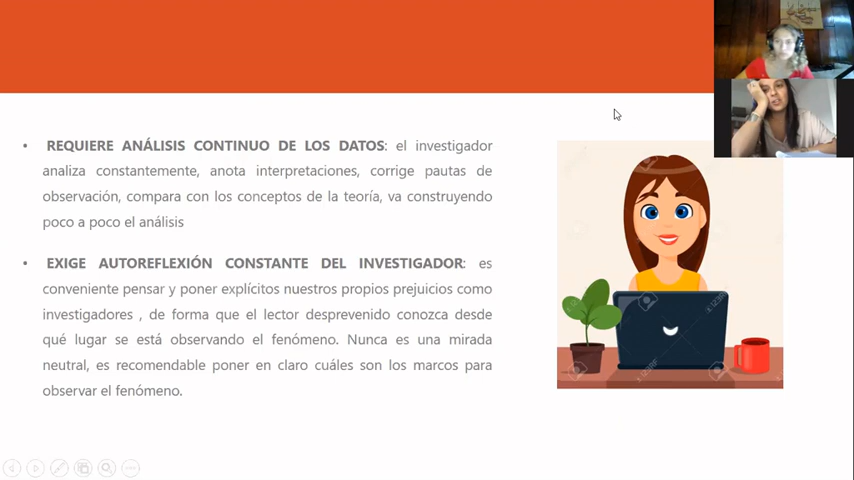 • REQUIERE ANÁLISIS CONTINUO DE LOS DATOS: el investigador
analiza constantemente, anota interpretaciones, corrige pautas de
observación, compara con los conceptos de la teoría, va construyendo
poco a poco el análisis
• EXIGE AUTOREFLEXIÓN CONSTANTE DEL INVESTIGADOR: es
conveniente pensar y poner explícitos nuestros propios prejuicios como
investigadores , de forma que el lector desprevenido conozca desde
qué lugar se está observando el fenómeno. Nunca es una mirada
neutral, es recomendable poner en claro cuáles son los marcos para
observar el fenómeno.